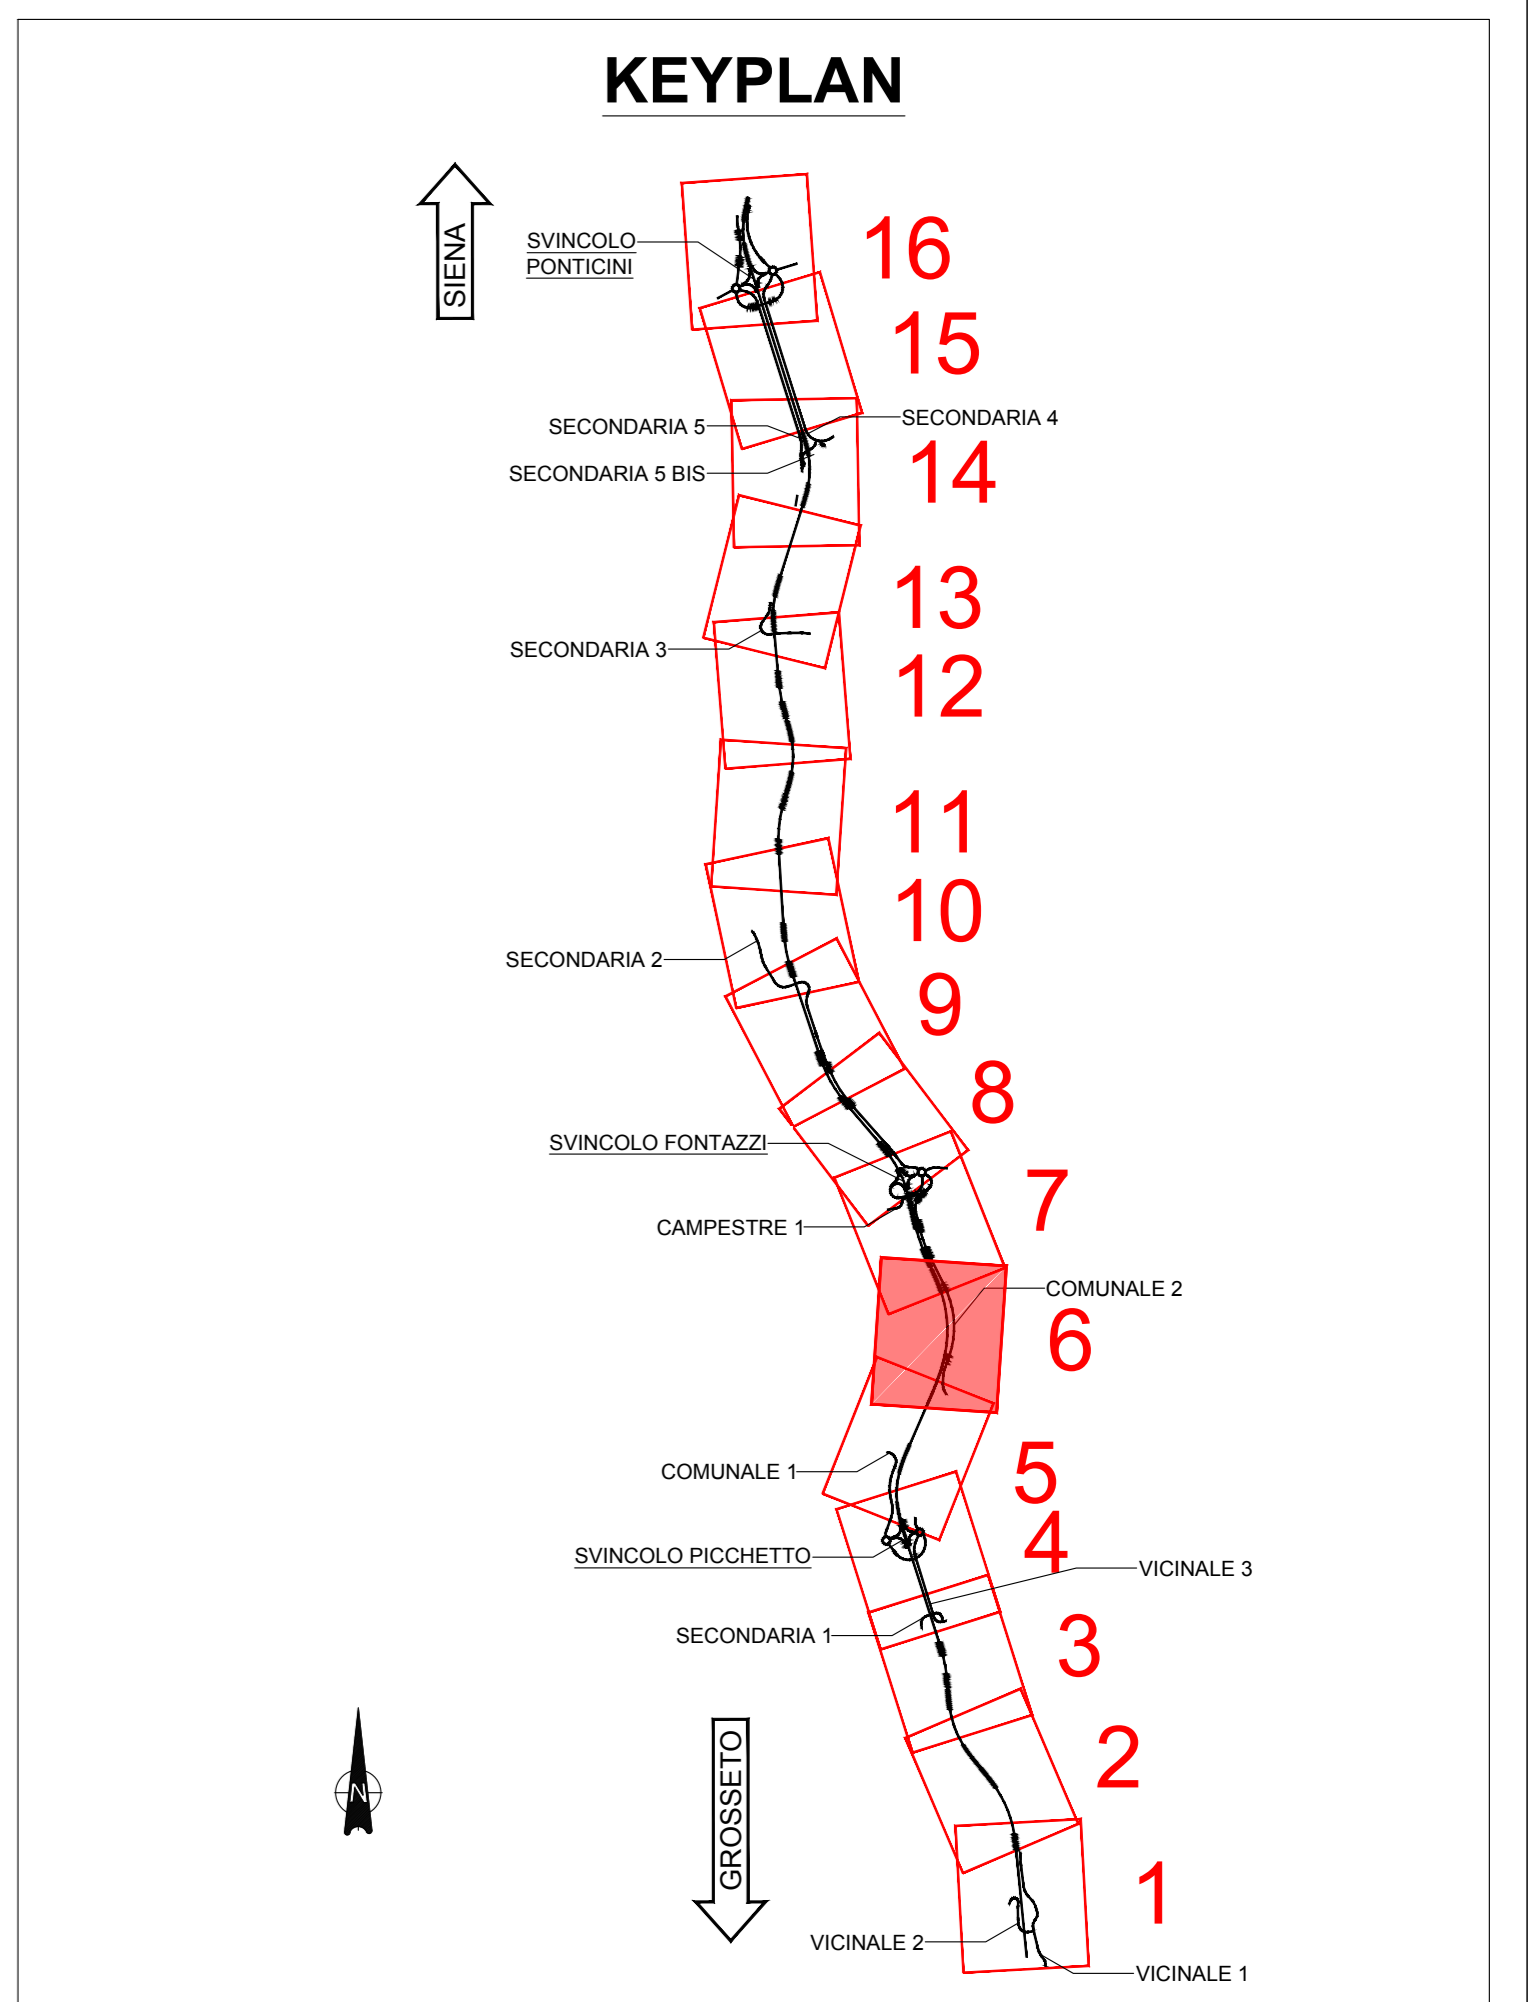 KEYPLAN
SIENA
SVINCOLO
PONTICINI
16
15
SECONDARIA 4
SECONDARIA 5
14
SECONDARIA 5 BIS
13
SECONDARIA 3
12
11
10
SECONDARIA 2
9
8
SVINCOLO FONTAZZI
7
CAMPESTRE 1
COMUNALE 2
6
COMUNALE 1
5
4
SVINCOLO PICCHETTO
VICINALE 3
SECONDARIA 1
3
2
GROSSETO
N
1
VICINALE 2
VICINALE 1